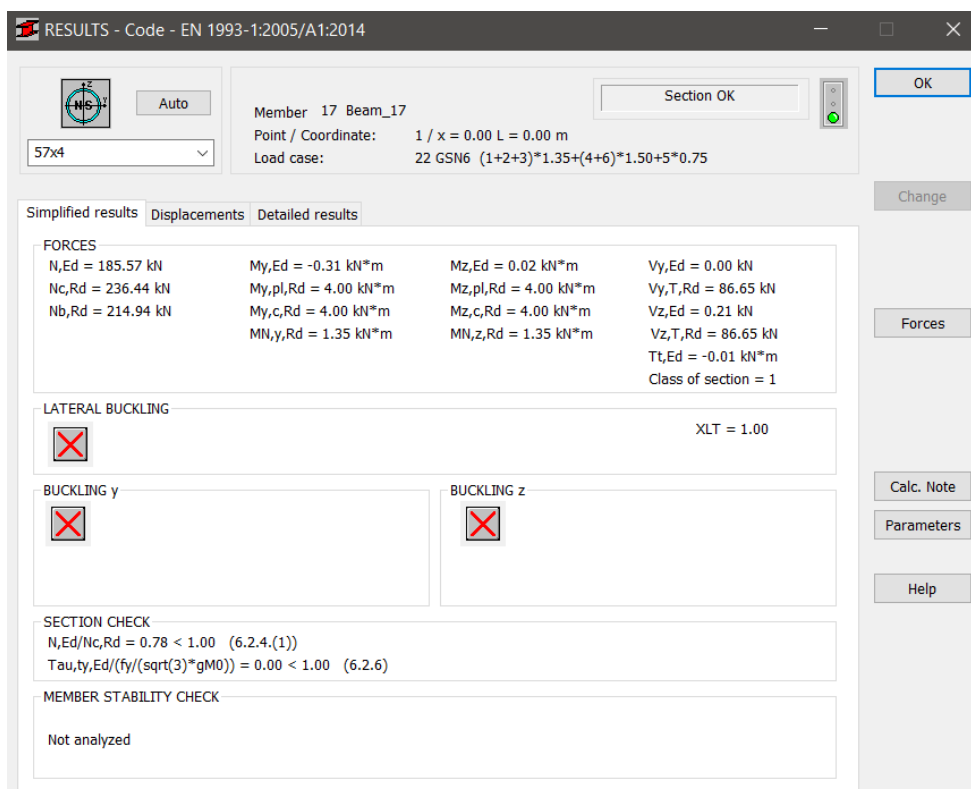 RESULTS - Code - EN 1993-1:2005/A1:2014
OK
NS
z
y
Auto
57x4
Member 17 Beam_17
Section OK
Point / Coordinate: 1 / x = 0.00 L = 0.00 m
Load case: 22 GSN6 (1+2+3)*1.35+(4+6)*1.50+5*0.75
Change
Simplified results Displacements Detailed results
FORCES
N,Ed = 185.57 kN My,Ed = -0.31 kN*m Mz,Ed = 0.02 kN*m Vy,Ed = 0.00 kN
Nc,Rd = 236.44 kN My,pl,Rd = 4.00 kN*m Mz,pl,Rd = 4.00 kN*m Vy,T,Rd = 86.65 kN
Nb,Rd = 214.94 kN My,c,Rd = 4.00 kN*m Mz,c,Rd = 4.00 kN*m Vz,Ed = 0.21 kN
MN,y,Rd = 1.35 kN*m MN,z,Rd = 1.35 kN*m Vz,T,Rd = 86.65 kN
Tt,Ed = -0.01 kN*m
Class of section = 1
Forces
LATERAL BUCKLING
XLT = 1.00
BUCKLING y BUCKLING z
Calc. Note
Parameters
Help
SECTION CHECK
N,Ed/Nc,Rd = 0.78 < 1.00 (6.2.4.(1))
Tau,ty,Ed/(fy/(sqrt(3)*gM0)) = 0.00 < 1.00 (6.2.6)
MEMBER STABILITY CHECK
Not analyzed